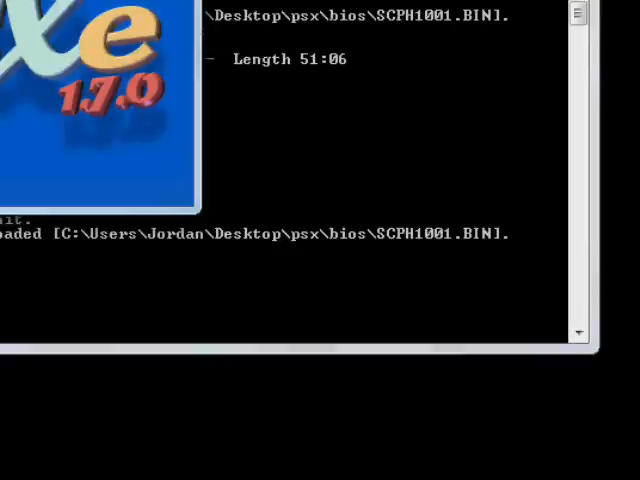 \Desktop\psx\bios\SCPH1001.BIN].
- Length 51:06
Xe
1.7.0
oaded [C:\Users\Jordan\Desktop\psx\bios\SCPH1001.BIN].